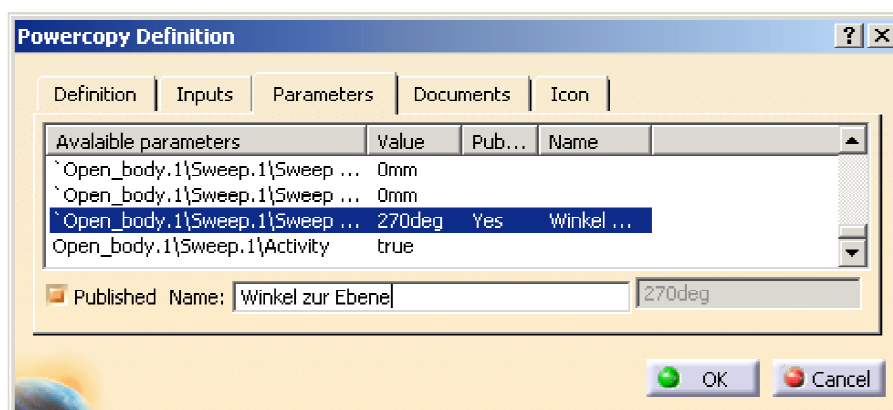 Powercopy Definition
Definition Inputs Parameters Documents Icon
Avalaible parameters Value Pub... Name
`Open_body.1\Sweep.1\Sweep ... 0mm
`Open_body.1\Sweep.1\Sweep ... 0mm
`Open_body.1\Sweep.1\Sweep ... 270deg Yes Winkel ...
Open_body.1\Sweep.1\Activity true
Published Name: Winkel zur Ebene 270deg
OK Cancel